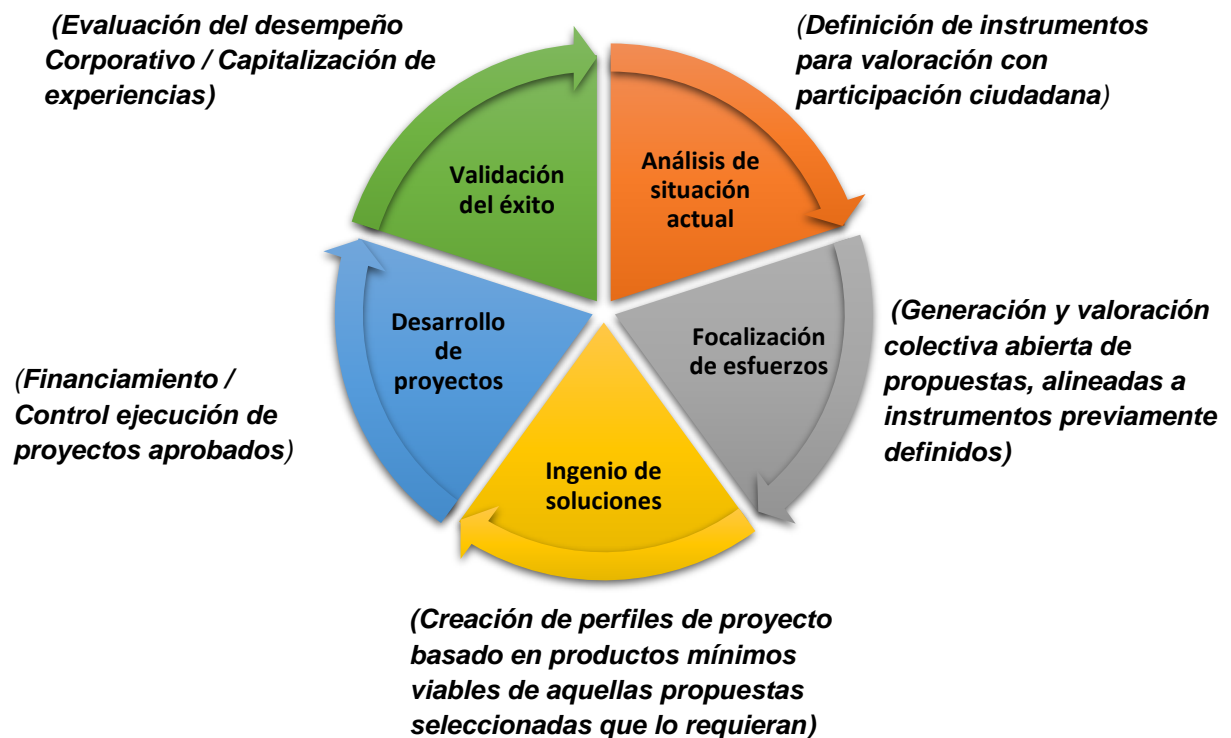 (Evaluación del desempeño
Corporativo / Capitalización de
experiencias)
(Definición de instrumentos
para valoración con
participación ciudadana)
Validación
del éxito
Análisis de
situación
actual
Desarrollo
de
proyectos
Focalización
de esfuerzos
(Generación y valoración
colectiva abierta de
propuestas, alineadas a
instrumentos previamente
definidos)
(Financiamiento /
Control ejecución de
proyectos aprobados)
Ingenio de
soluciones
(Creación de perfiles de proyecto
basado en productos mínimos
viables de aquellas propuestas
seleccionadas que lo requieran)